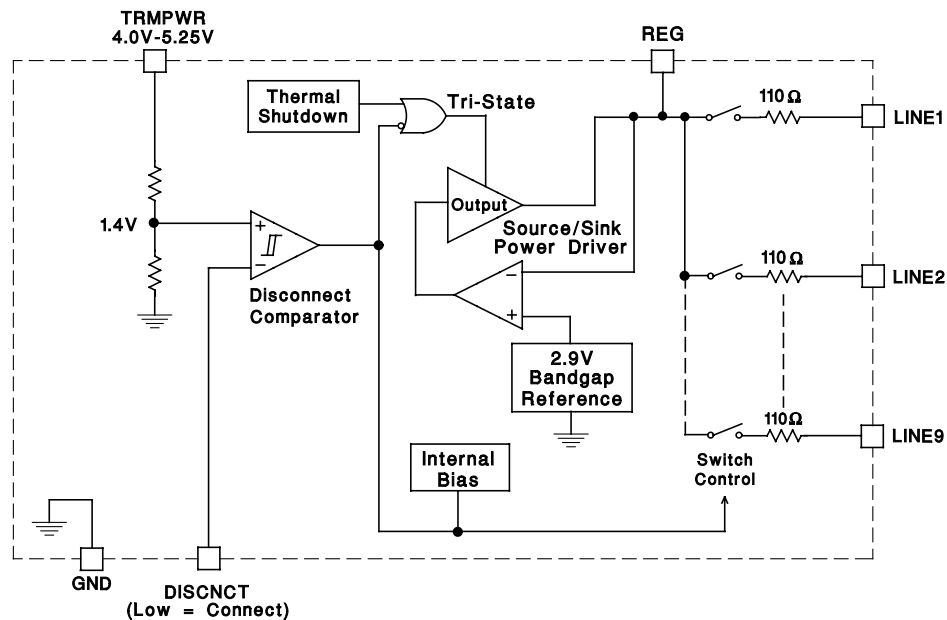 TRMPWR
4.0V-5.25V
REG
Thermal
Shutdown
Tri-State
110Ω
LINE1
Output
1.4V
+
−
Source/Sink
Power Driver
Disconnect
Comparator
110Ω
LINE2
−
+
2.9V
Bandgap
Reference
110Ω
LINE9
Internal
Bias
Switch
Control
GND
DISCNCT
(Low = Connect)